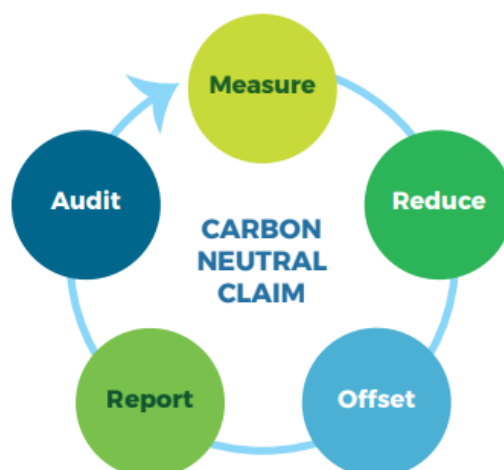 Measure
Reduce
Offset
Report
Audit
CARBON
NEUTRAL
CLAIM